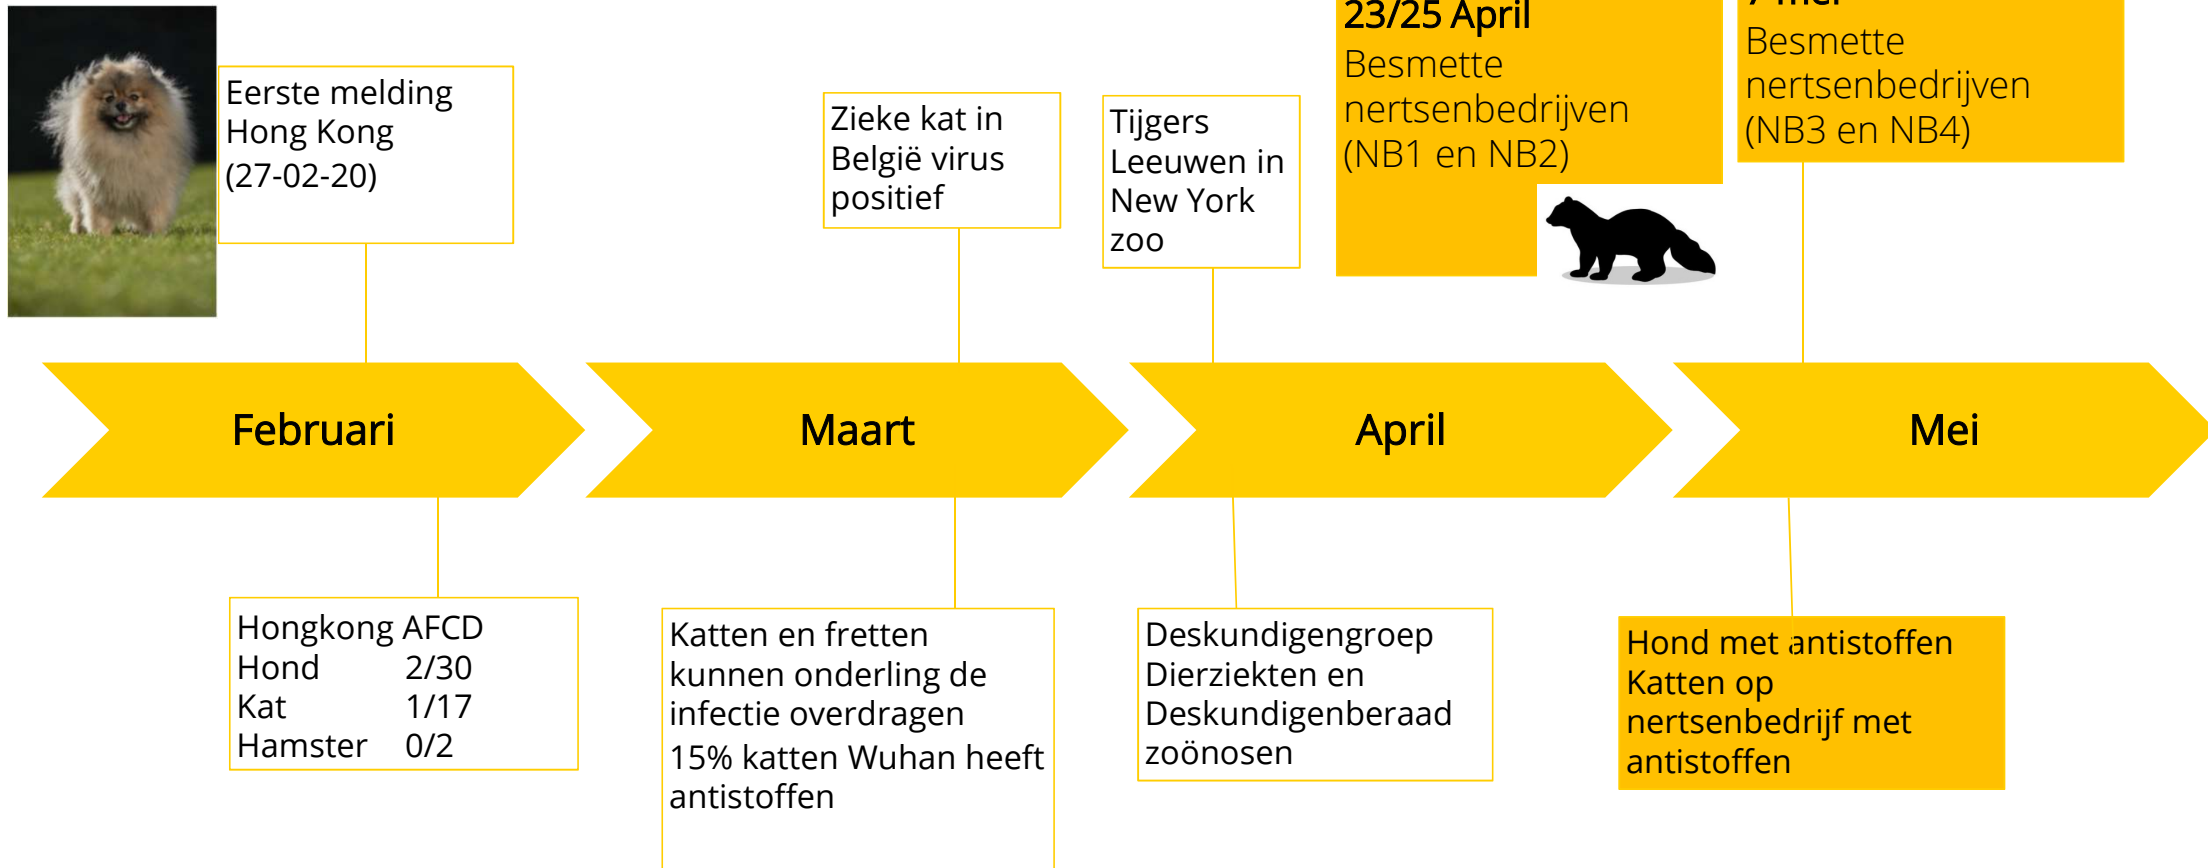 Eerste melding
Hong Kong
(27-02-20)
Zieke kat in
België virus
positief
Tijgers
Leeuwen in
New York
zoo
23/25 April
Besmette
nertsenbedrijven
(NB1 en NB2)
7 mei
Besmette
nertsenbedrijven
(NB3 en NB4)
Februari
Maart
April
Mei
Hongkong AFCD
Hond 2/30
Kat 1/17
Hamster 0/2
Katten en fretten
kunnen onderling de
infectie overdragen
15% katten Wuhan heeft
antistoffen
Deskundigengroep
Dierziekten en
Deskundigenberaad
zoönosen
Hond met antistoffen
Katten op
nertsenbedrijf met
antistoffen